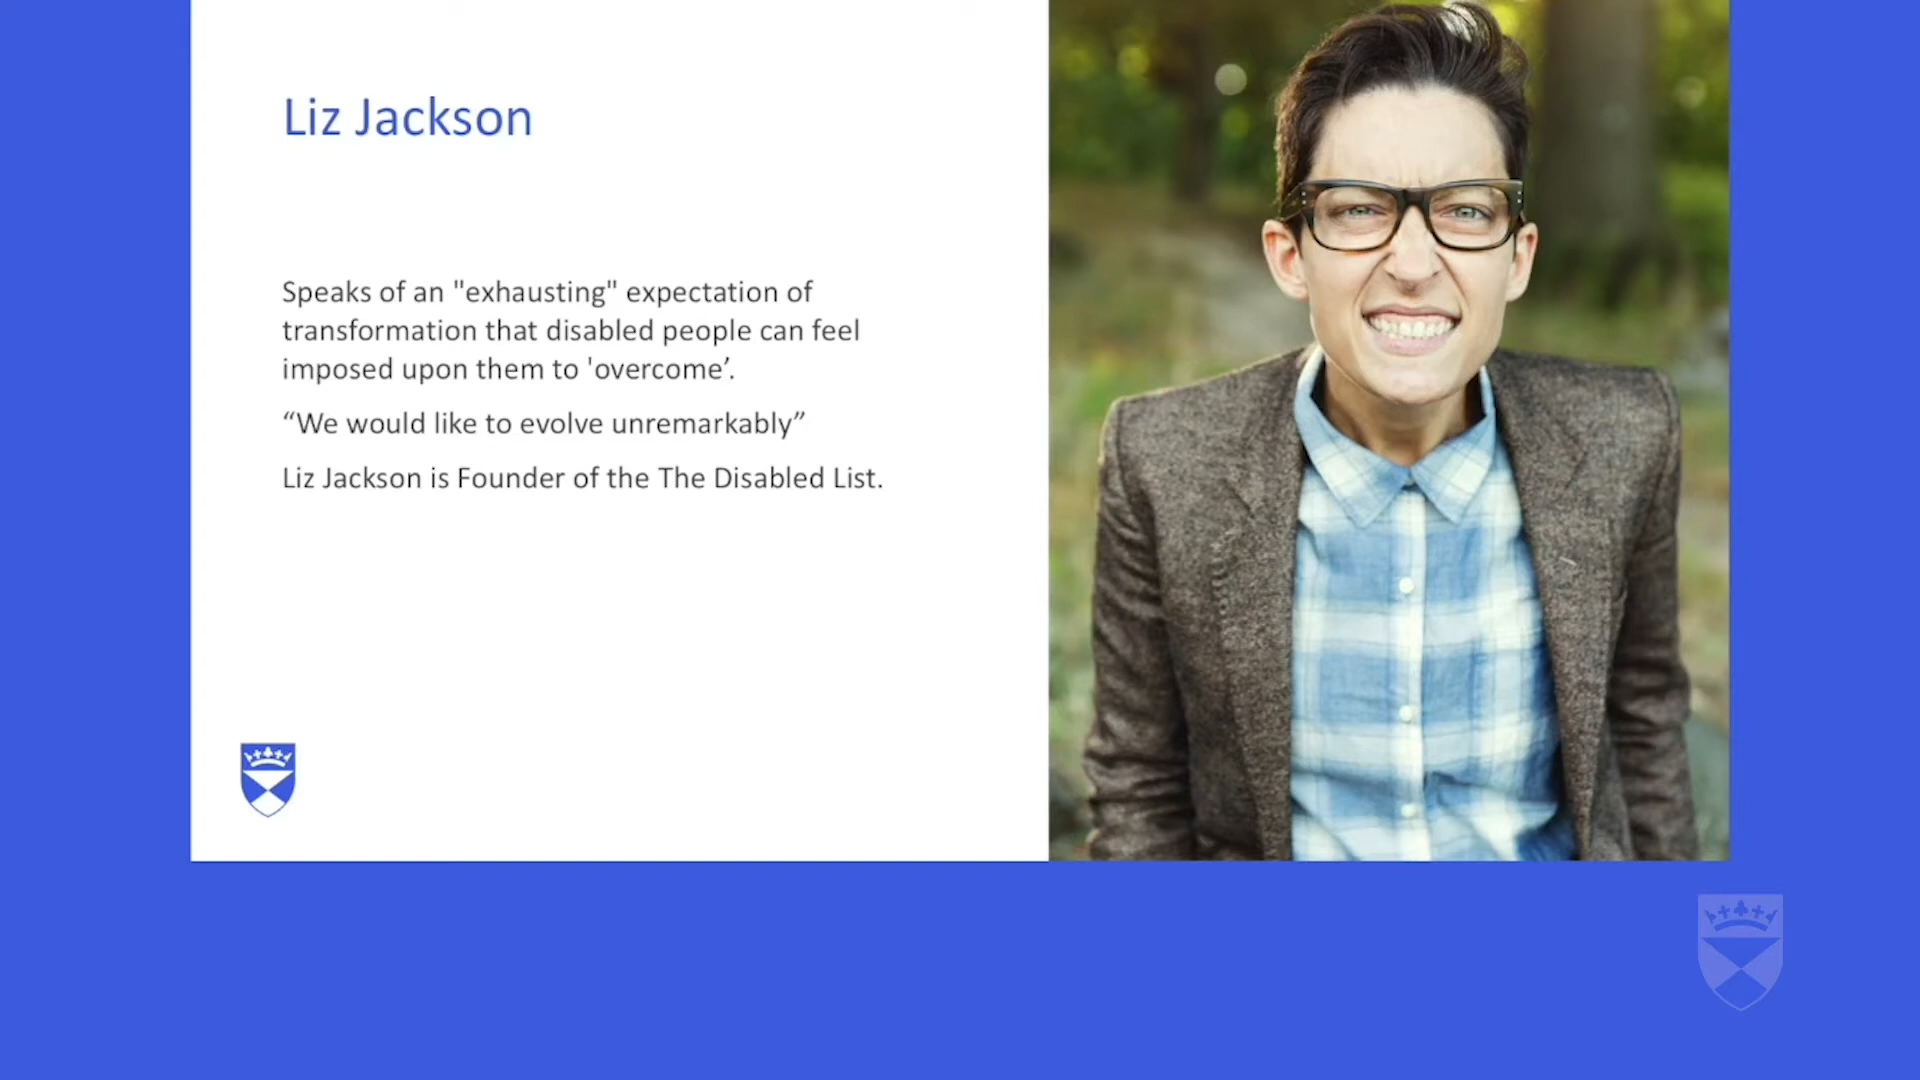 Liz Jackson
Speaks of an "exhausting" expectation of
transformation that disabled people can feel
imposed upon them to 'overcome’.
“We would like to evolve unremarkably”
Liz Jackson is Founder of the The Disabled List.